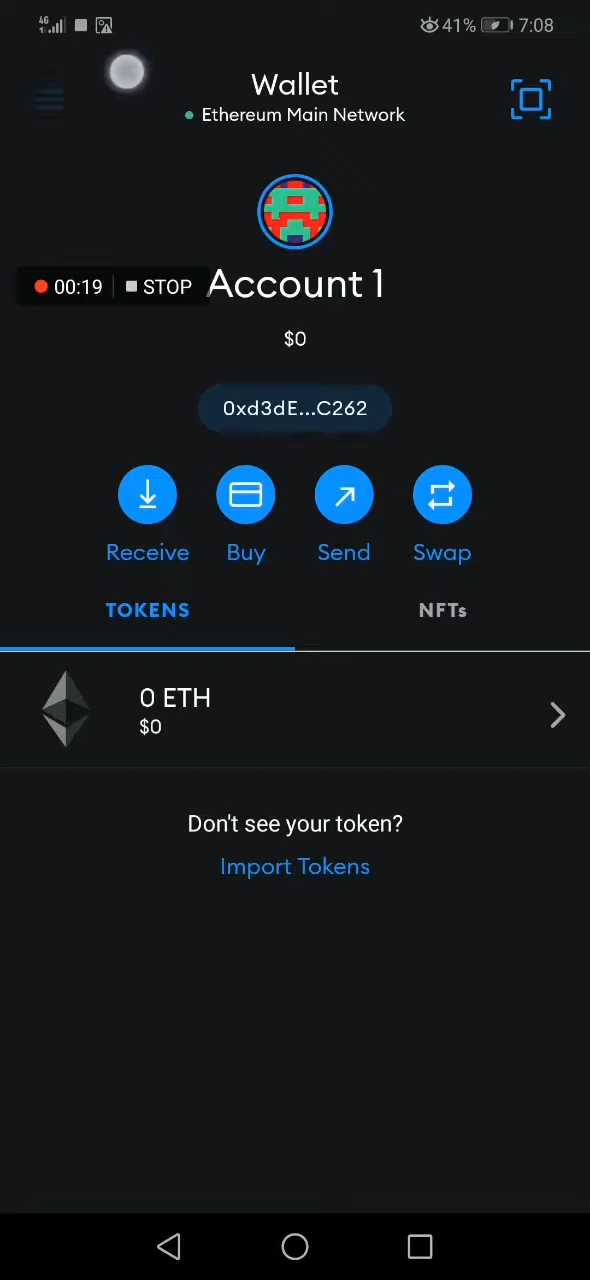 4G 41% 7:08
Wallet
Ethereum Main Network
00:19 STOP Account 1
$0
0xd3dE...C262
Receive Buy Send Swap
TOKENS NFTs
0 ETH
$0
Don't see your token?
Import Tokens